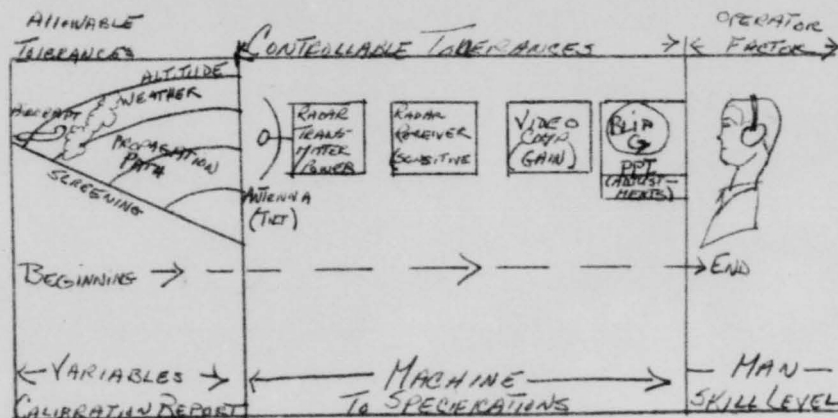 ALLOWABLE
TOLERANCES
CONTROLLABLE TOLERANCES
OPERATOR
FACTOR
ALTITUDE
WEATHER
AIRCRAFT
PROPAGATION
PATH
SCREENING
ANTENNA
(TILT)
RADAR
TRANS-
MITTER
POWER
RADAR
RECEIVER
(SENSITIVE)
VIDEO
COMP
(GAIN)
BLIP
PPI
(ADJUST-
MENTS)
BEGINNING
END
VARIABLES
CALIBRATION REPORT
MACHINE
TO SPECIFICATIONS
MAN
SKILL LEVEL